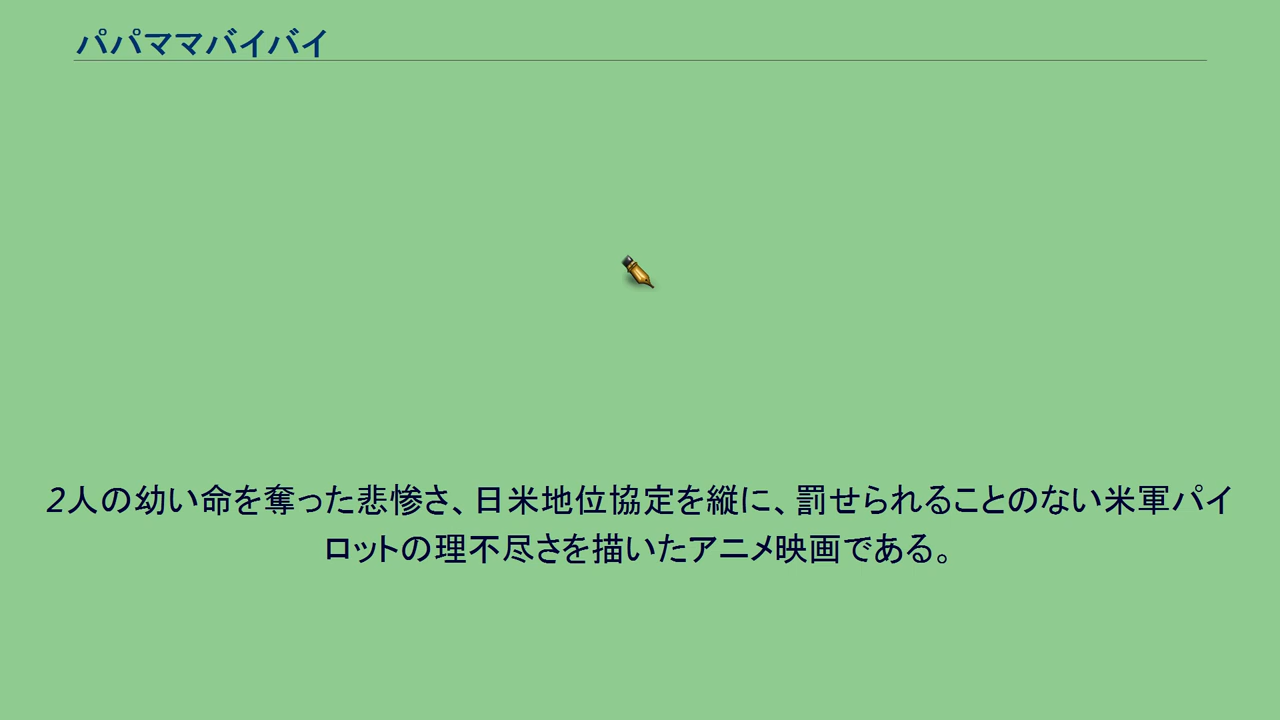 パパママバイバイ
2人の幼い命を奪った悲惨さ、日米地位協定を縦に、罰せられることのない米軍パイ
ロットの理不尽さを描いたアニメ映画である。